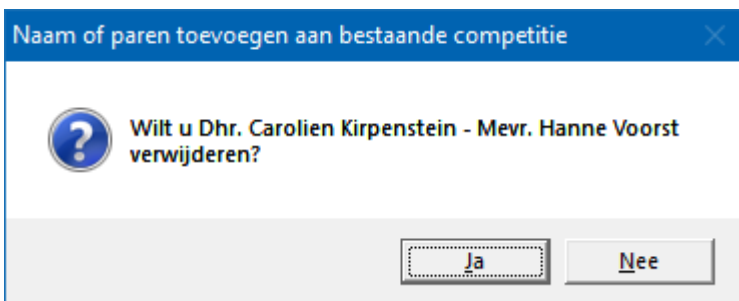 Naam of paren toevoegen aan bestaande competitie
Wilt u Dhr. Carolien Kirpenstein - Mevr. Hanne Voorst
verwijderen?
Ja
Nee